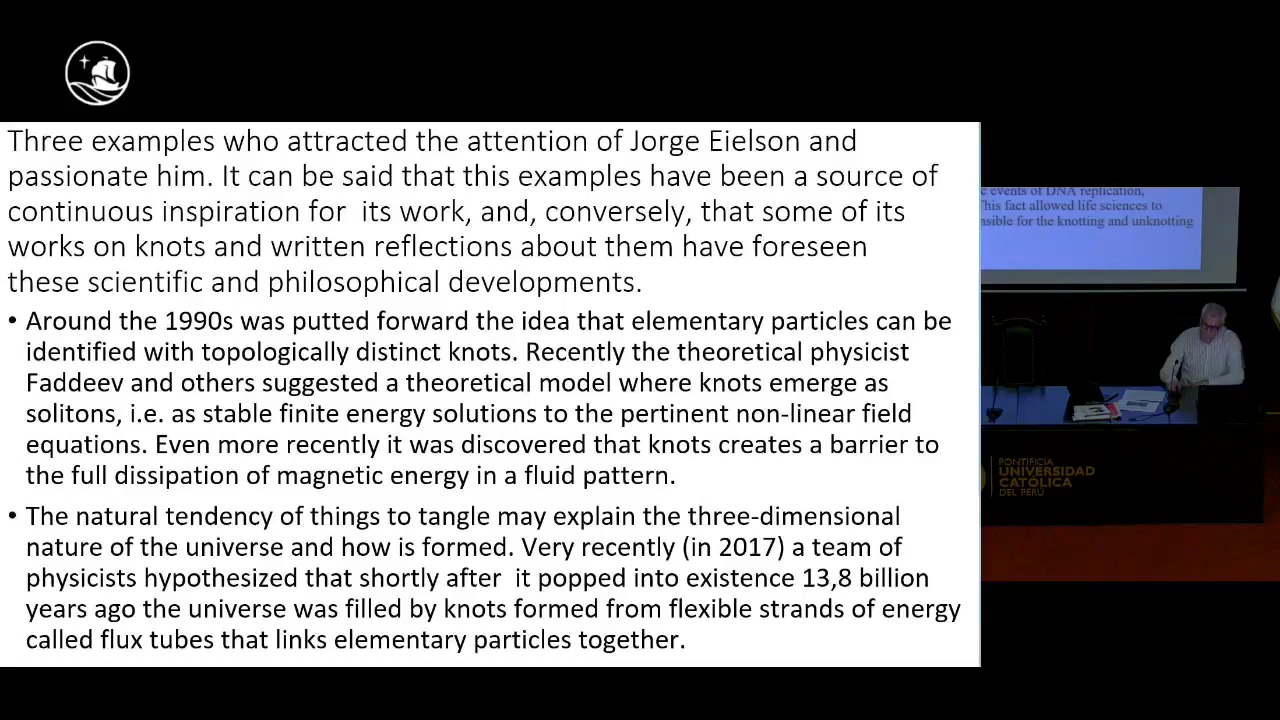 Three examples who attracted the attention of Jorge Eielson and
passionate him. It can be said that this examples have been a source of
continuous inspiration for its work, and, conversely, that some of its
works on knots and written reflections about them have foreseen
these scientific and philosophical developments.
• Around the 1990s was putted forward the idea that elementary particles can be
identified with topologically distinct knots. Recently the theoretical physicist
Faddeev and others suggested a theoretical model where knots emerge as
solitons, i.e. as stable finite energy solutions to the pertinent non-linear field
equations. Even more recently it was discovered that knots creates a barrier to
the full dissipation of magnetic energy in a fluid pattern.
• The natural tendency of things to tangle may explain the three-dimensional
nature of the universe and how is formed. Very recently (in 2017) a team of
physicists hypothesized that shortly after it popped into existence 13,8 billion
years ago the universe was filled by knots formed from flexible strands of energy
called flux tubes that links elementary particles together.
c events of DNA replication,
This fact allowed life sciences to
nsible for the knotting and unknotting
PONTIFICIA
UNIVERSIDAD
CATÓLICA
DEL PERÚ